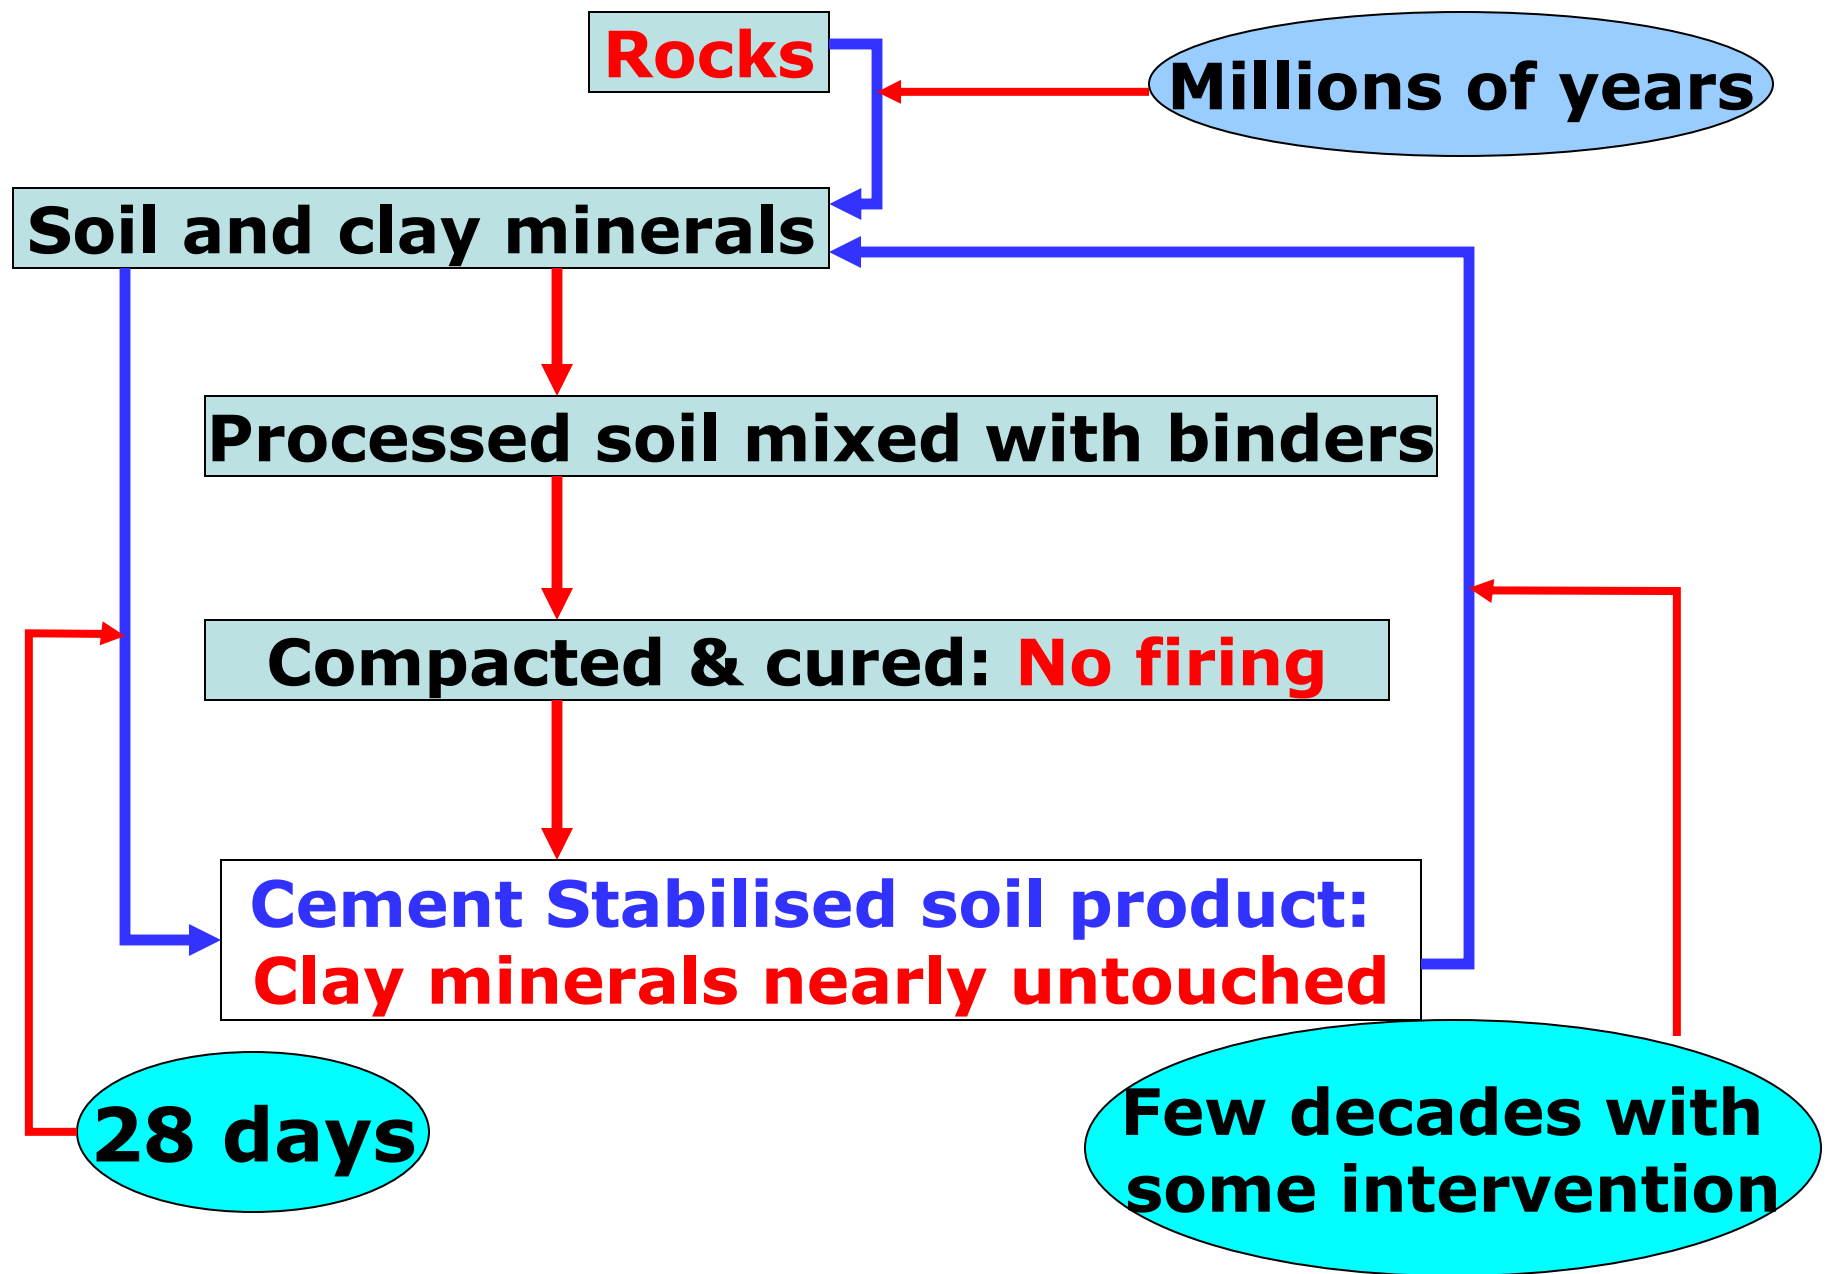 Rocks
Millions of years
Soil and clay minerals
Processed soil mixed with binders
Compacted & cured: No firing
Cement Stabilised soil product:
Clay minerals nearly untouched
28 days
Few decades with
some intervention